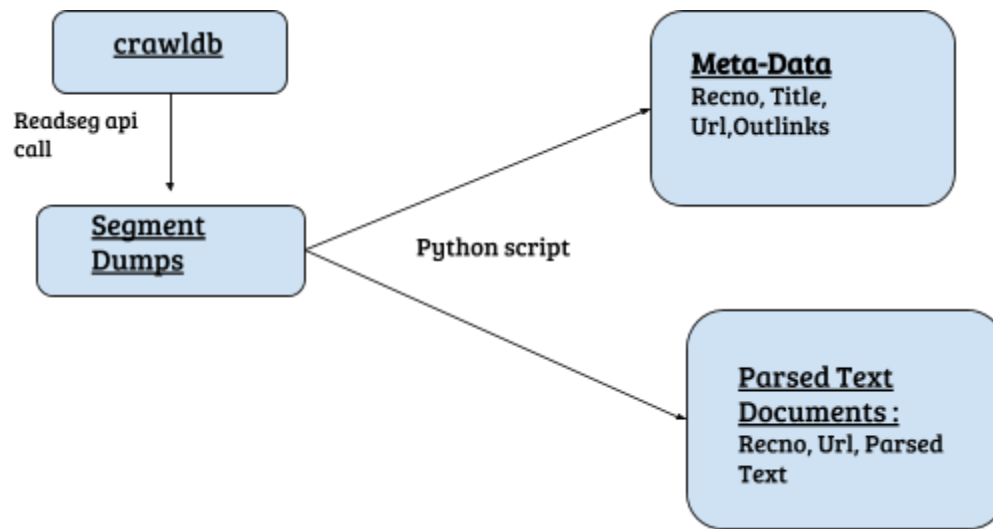 crawldb
Readseg api
call
Segment
Dumps
Python script
Meta-Data
Recno, Title,
Url,Outlinks
Parsed Text
Documents :
Recno, Url, Parsed
Text